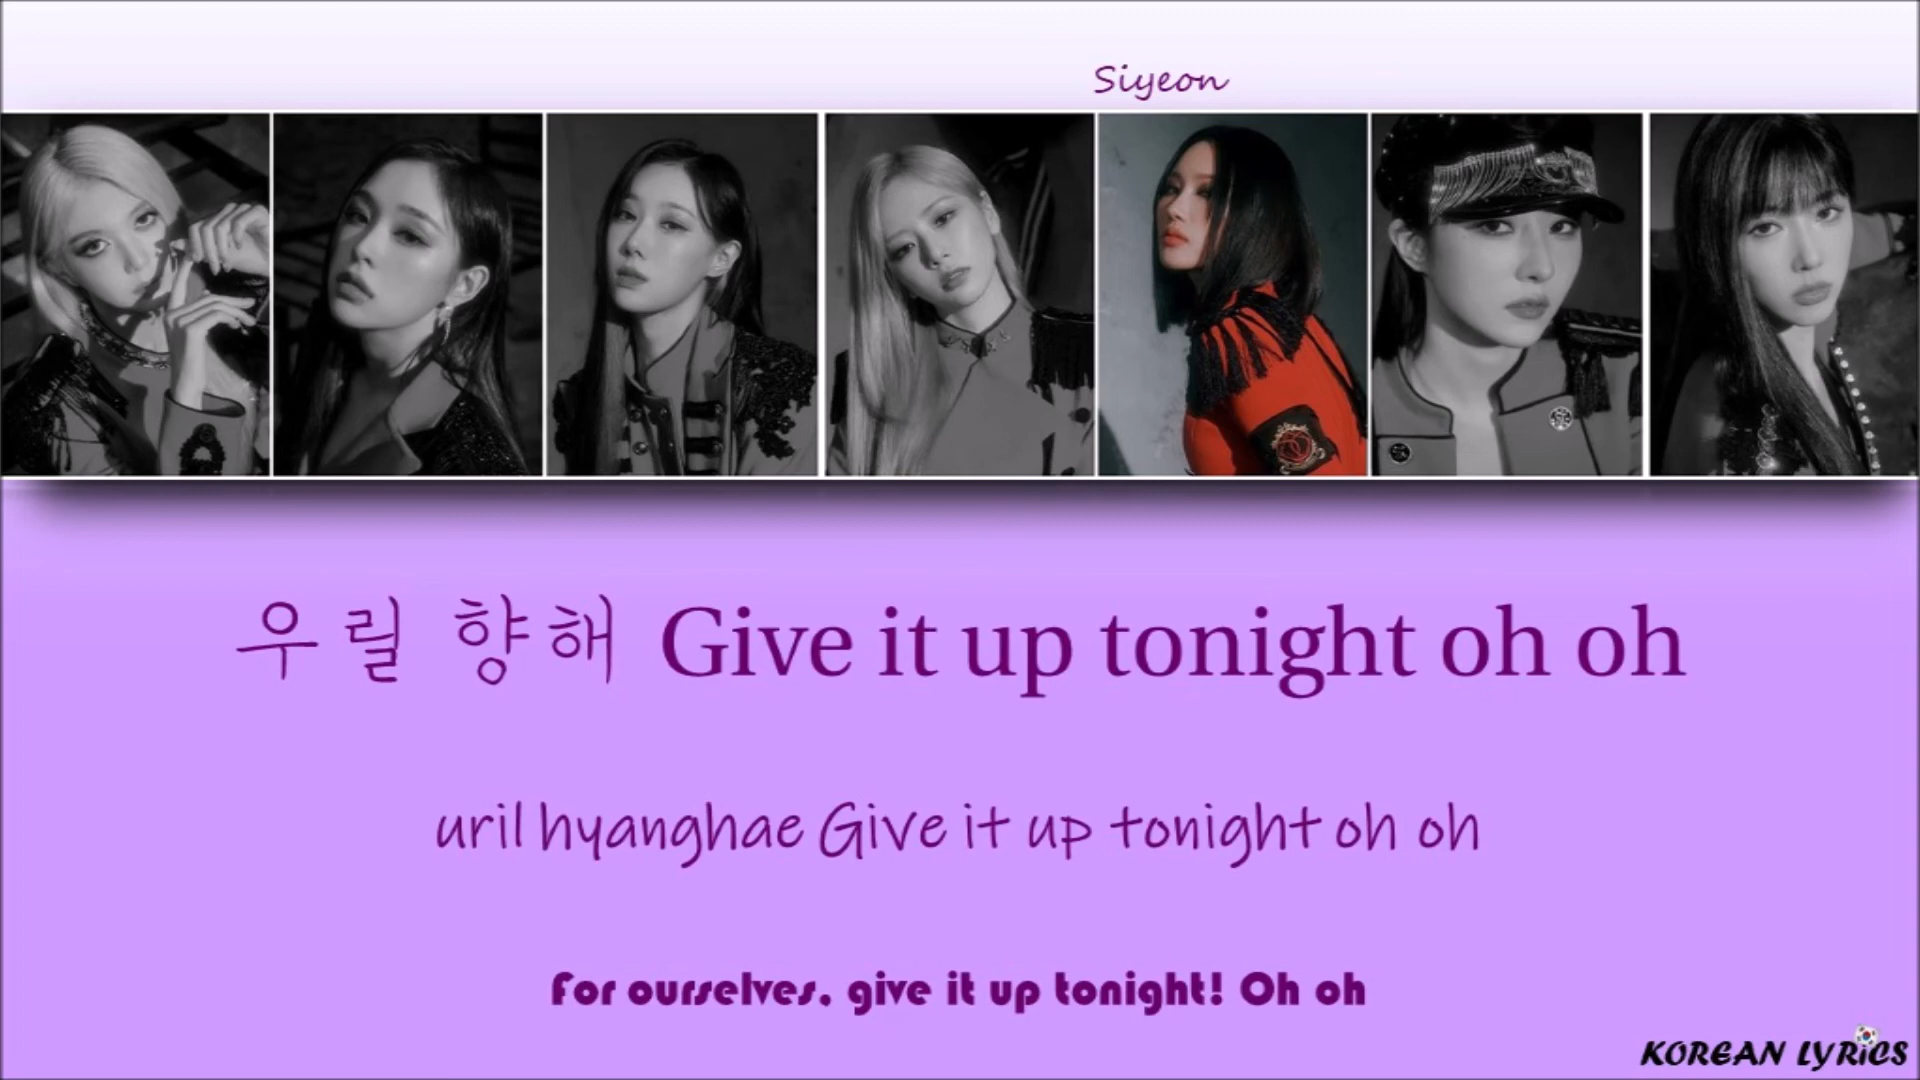 Siyeon
우릴 향해 Give it up tonight oh oh
uril hyanghae Give it up tonight oh oh
For ourselves, give it up tonight! Oh oh
KOREAN LYRICS